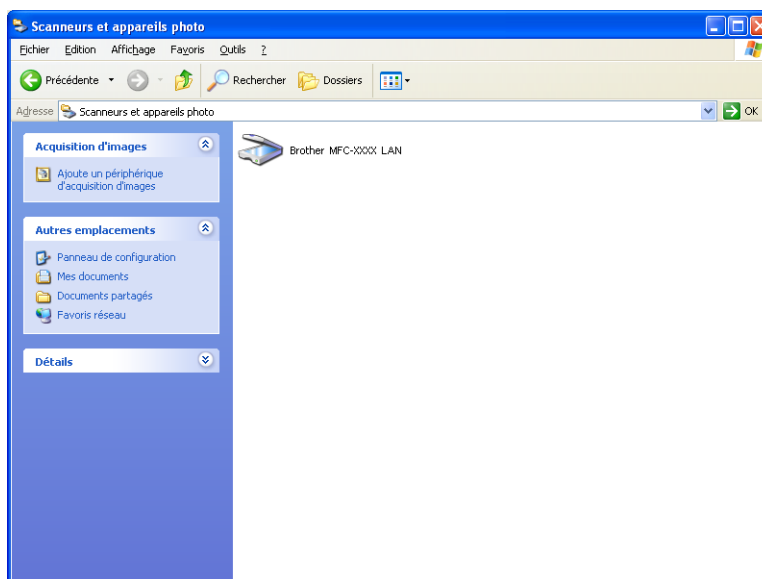 Scanneurs et appareils photo
Fichier Edition Affichage Favoris Outils ?
Précédente Rechercher Dossiers
Adresse Scanneurs et appareils photo OK
Acquisition d'images
Ajoute un périphérique
d'acquisition d'images
Autres emplacements
Panneau de configuration
Mes documents
Documents partagés
Favoris réseau
Détails
Brother MFC-XXXX LAN